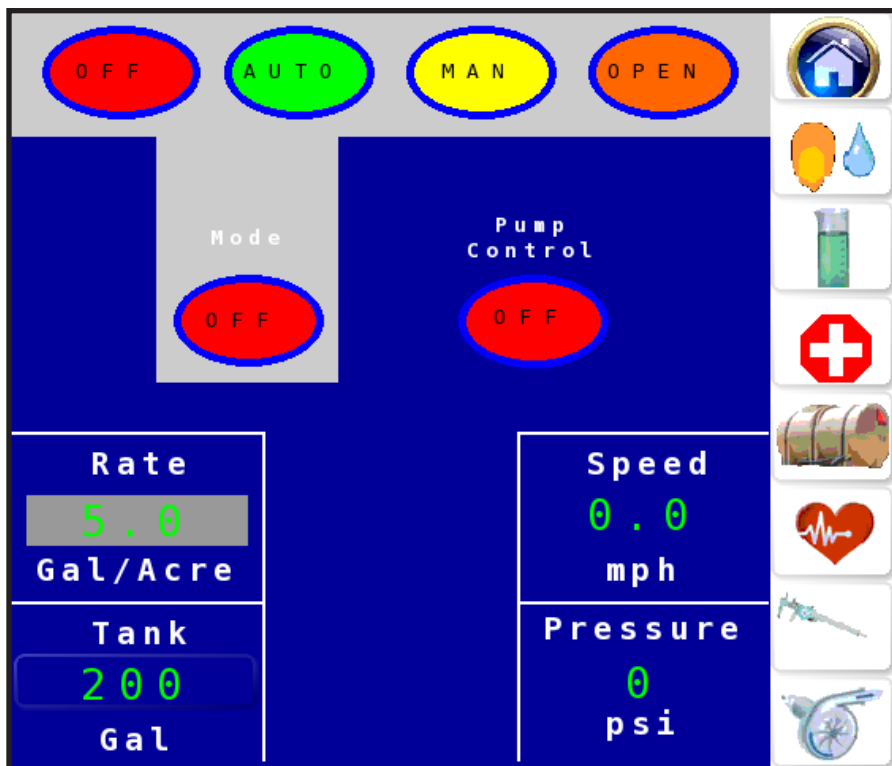 OFF AUTO MAN OPEN
Mode
Pump
Control
OFF OFF
Rate
5.0
Gal/Acre
Speed
0.0
mph
Tank
200
Gal
Pressure
0
psi